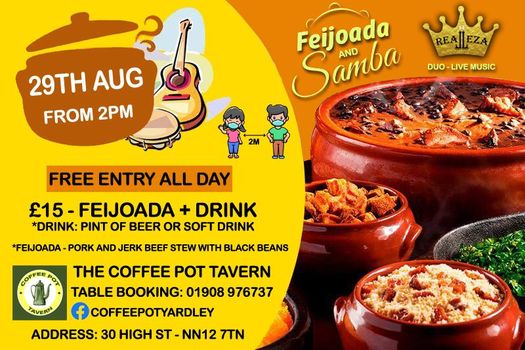 Feijoada
AND
Samba
REALLEZA
DUO - LIVE MUSIC
29TH AUG
FROM 2PM
2M
FREE ENTRY ALL DAY
£15 - FEIJOADA + DRINK
*DRINK: PINT OF BEER OR SOFT DRINK
*FEIJOADA - PORK AND JERK BEEF STEW WITH BLACK BEANS
COFFEE POT
TAVERN
THE COFFEE POT TAVERN
TABLE BOOKING: 01908 976737
COFFEEPOTYARDLEY
ADDRESS: 30 HIGH ST - NN12 7TN